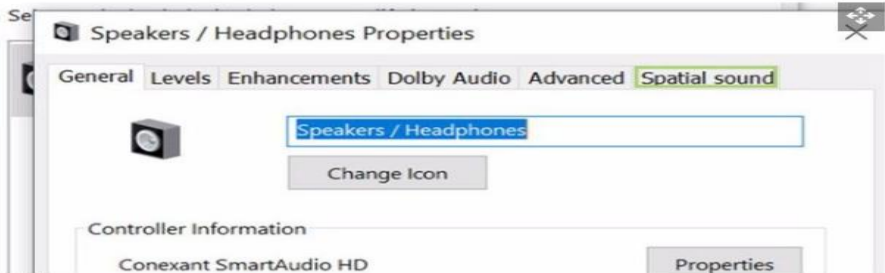 Se
Speakers / Headphones Properties
General Levels Enhancements Dolby Audio Advanced Spatial sound
Speakers / Headphones
Change Icon
Controller Information
Conexant SmartAudio HD Properties